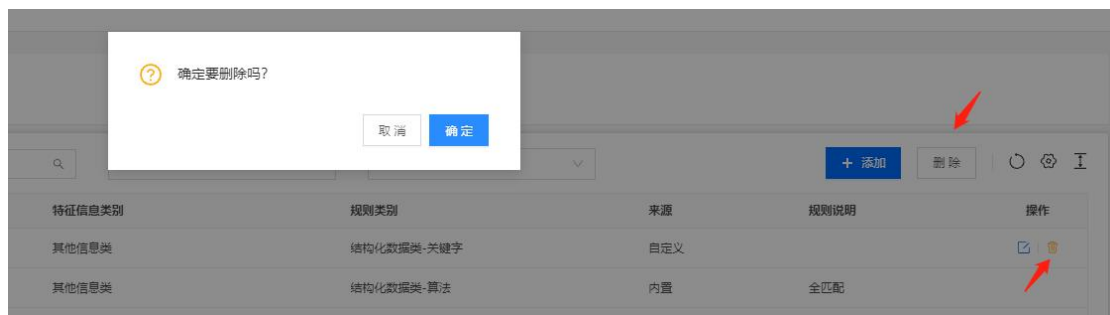 确定要删除吗?
取消 确定
+ 添加 删除
特征信息类别 规则类别 来源 规则说明 操作
其他信息类 结构化数据类-关键字 自定义
其他信息类 结构化数据类-算法 内置 全匹配